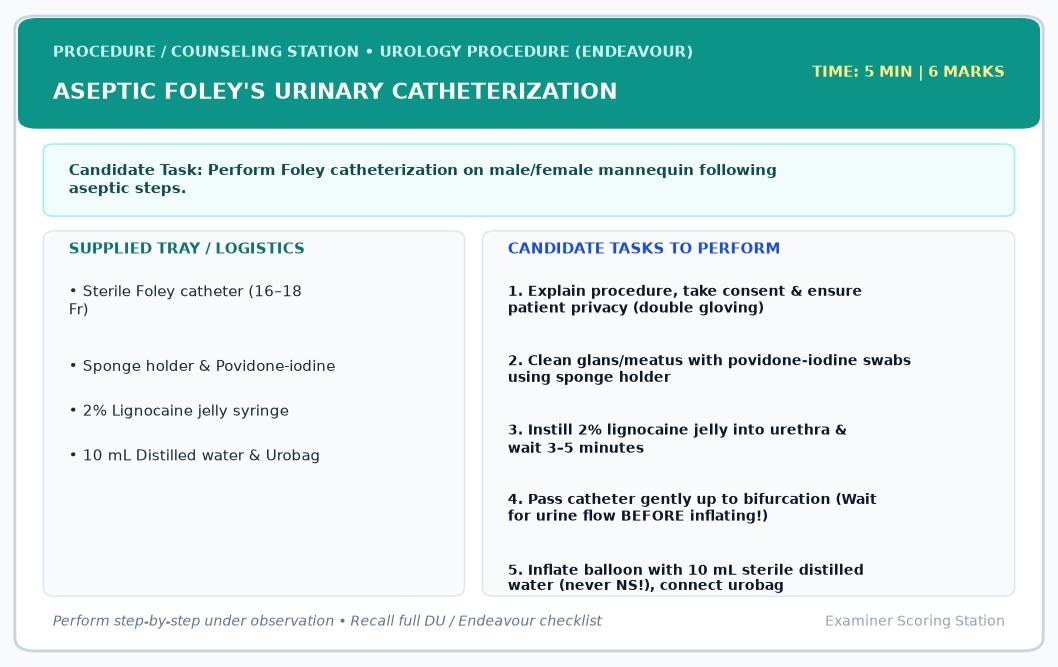 PROCEDURE / COUNSELING STATION • UROLOGY PROCEDURE (ENDEAVOUR)
ASEPTIC FOLEY'S URINARY CATHETERIZATION
TIME: 5 MIN | 6 MARKS
Candidate Task: Perform Foley catheterization on male/female mannequin following
aseptic steps.
SUPPLIED TRAY / LOGISTICS
• Sterile Foley catheter (16–18
Fr)
• Sponge holder & Povidone-iodine
• 2% Lignocaine jelly syringe
• 10 mL Distilled water & Urobag
CANDIDATE TASKS TO PERFORM
1. Explain procedure, take consent & ensure
patient privacy (double gloving)
2. Clean glans/meatus with povidone-iodine swabs
using sponge holder
3. Instill 2% lignocaine jelly into urethra &
wait 3–5 minutes
4. Pass catheter gently up to bifurcation (Wait
for urine flow BEFORE inflating!)
5. Inflate balloon with 10 mL sterile distilled
water (never NS!), connect urobag
Perform step-by-step under observation • Recall full DU / Endeavour checklist
Examiner Scoring Station